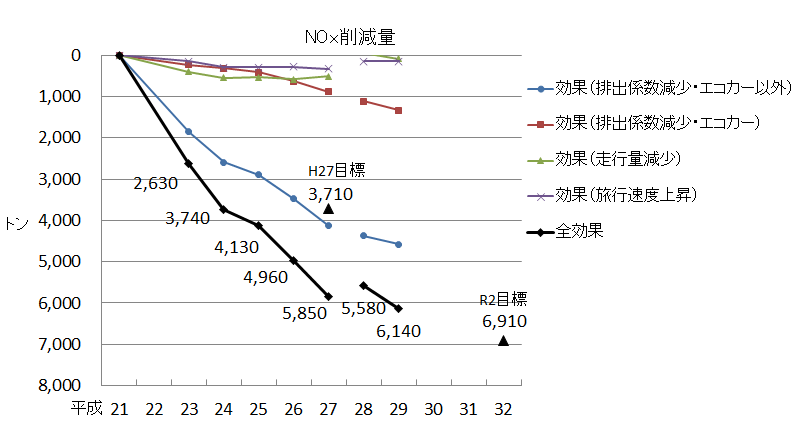 NOx削減量
0
1,000
2,000
3,000
4,000
5,000
6,000
7,000
8,000
トン
平成 21 22 23 24 25 26 27 28 29 30 31 32
2,630
3,740
4,130
4,960
5,850
5,580
6,140
H27目標
3,710
R2目標
6,910
効果(排出係数減少・エコカー以外)
効果(排出係数減少・エコカー)
効果(走行量減少)
効果(旅行速度上昇)
全効果